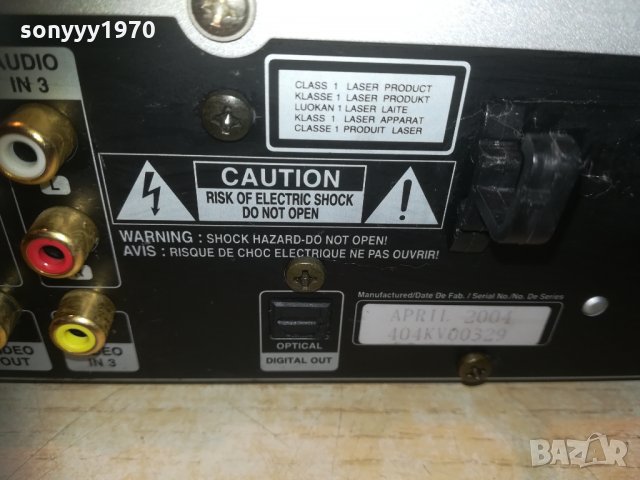 sonyyy1970
AUDIO
IN 3
CLASS 1 LASER PRODUCT
KLASSE 1 LASER PRODUKT
LUOKAN 1 LASER LAITE
KLASS 1 LASER APPARAT
CLASSE 1 PRODUIT LASER
CAUTION
RISK OF ELECTRIC SHOCK
DO NOT OPEN
WARNING : SHOCK HAZARD-DO NOT OPEN!
AVIS : RISQUE DE CHOC ELECTRIQUE NE PAS OUVRIR!
L
Manufactured/Date De Fab. / Serial No./No. De Series
APRIL 2004
404KV00329
OPTICAL
DIGITAL OUT
OUT
IN 3
BAZAR